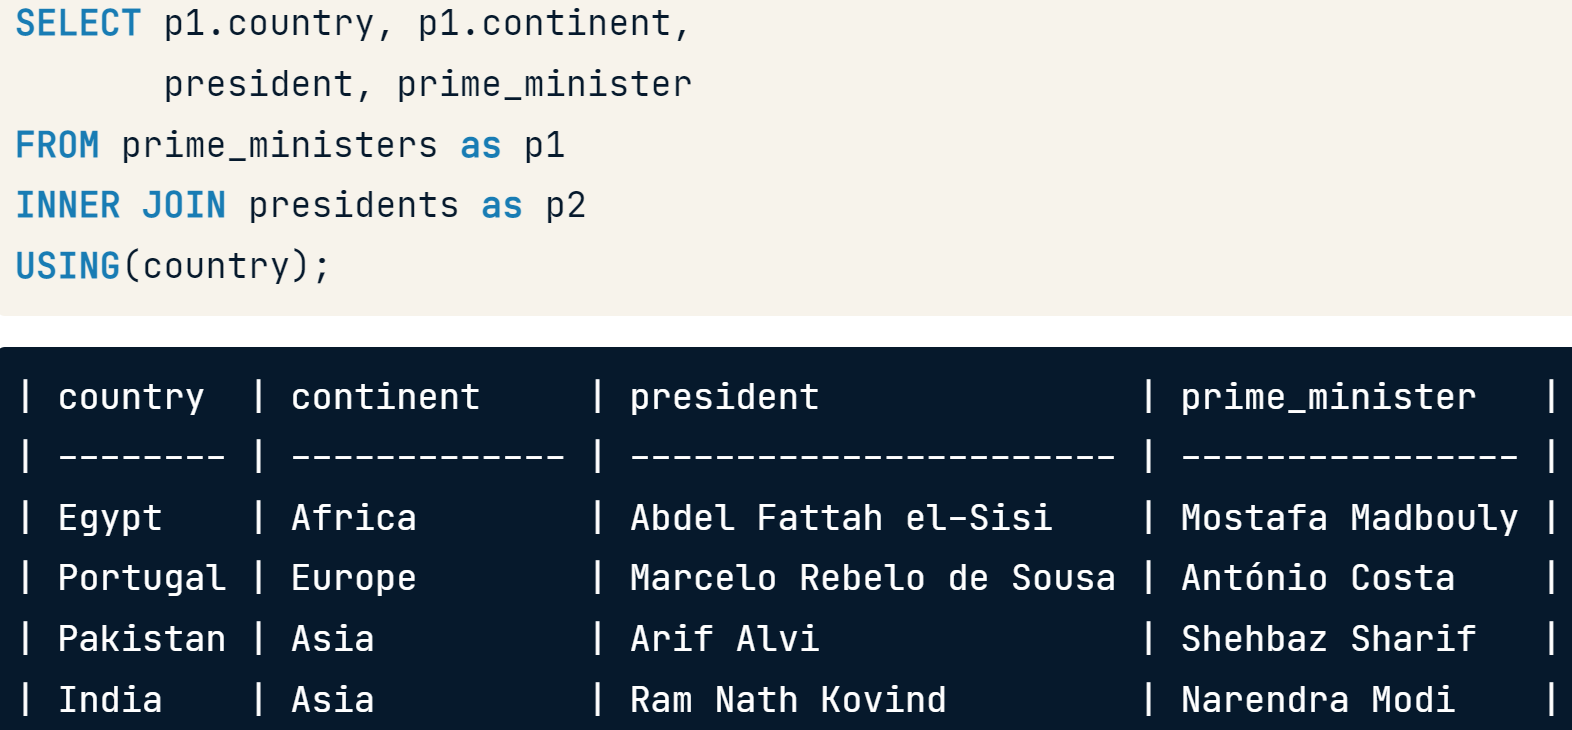 SELECT p1.country, p1.continent,
       president, prime_minister
FROM prime_ministers as p1
INNER JOIN presidents as p2
USING(country);
| country  | continent     | president               | prime_minister   |
| -------- | ------------- | ----------------------- | ---------------- |
| Egypt    | Africa        | Abdel Fattah el-Sisi    | Mostafa Madbouly |
| Portugal | Europe        | Marcelo Rebelo de Sousa | António Costa    |
| Pakistan | Asia          | Arif Alvi               | Shehbaz Sharif   |
| India    | Asia          | Ram Nath Kovind         | Narendra Modi    |